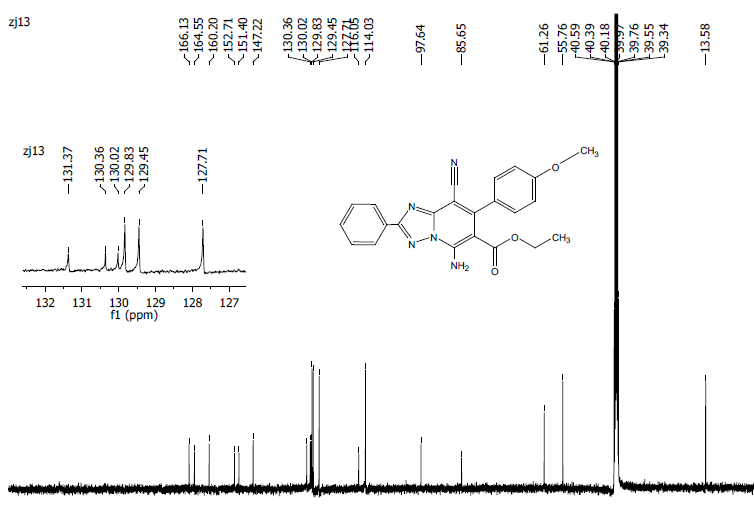 zj13
166.13
164.55
160.20
152.71
151.40
147.22
130.36
130.02
129.83
129.45
127.71
116.05
114.03
97.64
85.65
61.26
55.76
40.59
40.39
40.18
39.97
39.76
39.55
39.34
13.58
zj13
131.37
130.36
130.02
129.83
129.45
127.71
N
O
CH3
N
N
N
NH2
O
O
CH3
132 131 130 129 128 127
f1 (ppm)